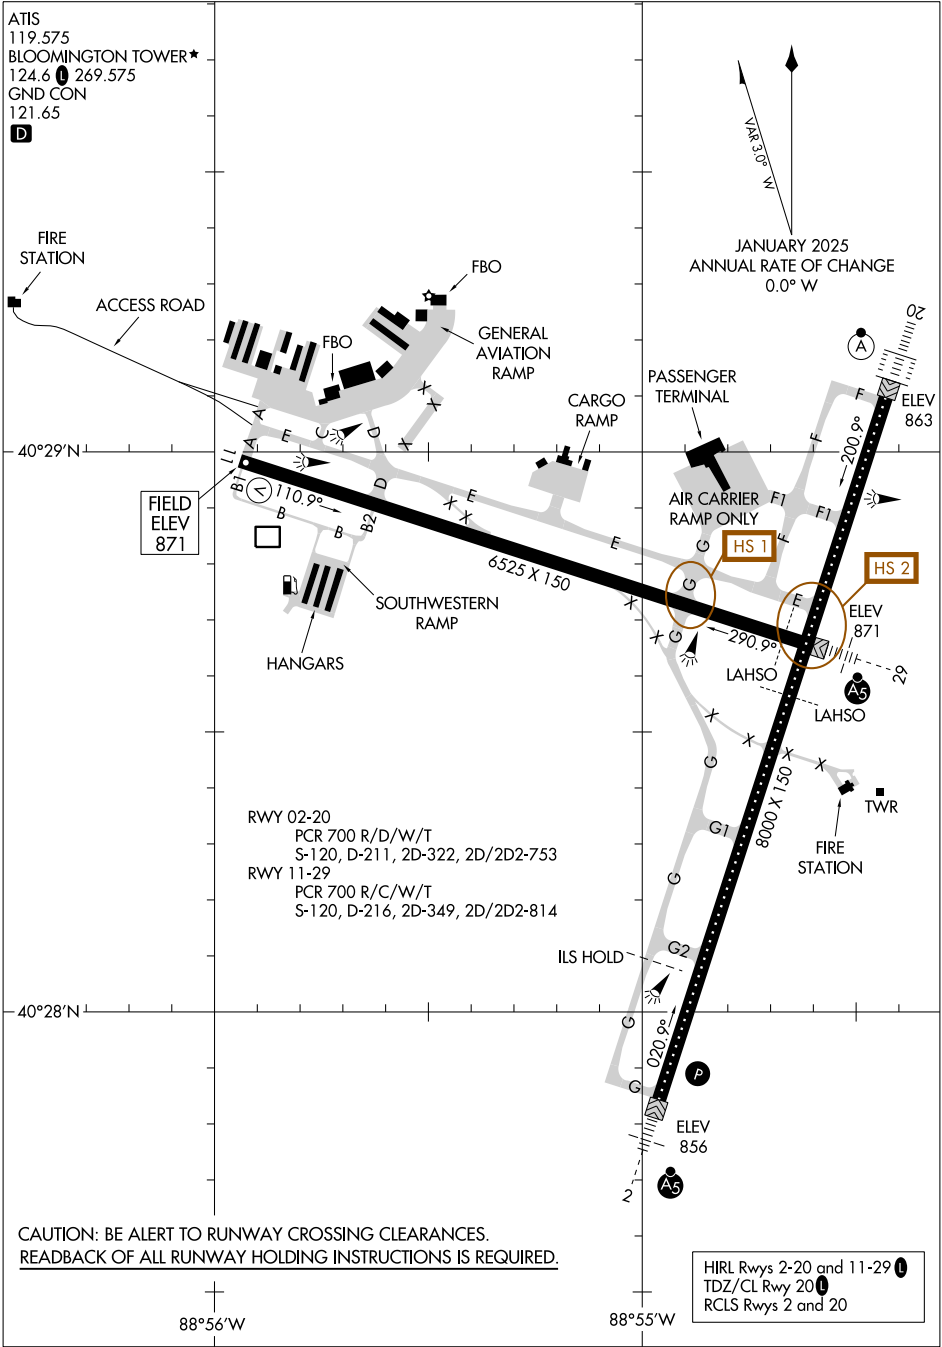 ATIS
119.575
BLOOMINGTON TOWER★
124.6 L 269.575
GND CON
121.65
D
VAR 3.0° W
JANUARY 2025
ANNUAL RATE OF CHANGE
0.0° W
FIRE
STATION
ACCESS ROAD
FBO
FBO
GENERAL
AVIATION
RAMP
CARGO
RAMP
PASSENGER
TERMINAL
AIR CARRIER
RAMP ONLY
A
20
ELEV
863
200.9°
F
F
F1
F1
F
A
A
E
C
D
D
E
E
E
40°29'N
LL
B1
B
B
B2
V
110.9°
FIELD
ELEV
871
6525 X 150
X
X
X
X
X
X
X
X
X
X
X
X
SOUTHWESTERN
RAMP
HANGARS
G
G
G
HS 1
HS 2
ELEV
871
290.9°
29
LAHSO
LAHSO
A5
G
G1
G
G2
G
G
8000 X 150
TWR
FIRE
STATION
RWY 02-20
PCR 700 R/D/W/T
S-120, D-211, 2D-322, 2D/2D2-753
RWY 11-29
PCR 700 R/C/W/T
S-120, D-216, 2D-349, 2D/2D2-814
ILS HOLD
40°28'N
020.9°
P
ELEV
856
2
A5
CAUTION: BE ALERT TO RUNWAY CROSSING CLEARANCES.
READBACK OF ALL RUNWAY HOLDING INSTRUCTIONS IS REQUIRED.
HIRL Rwys 2-20 and 11-29 L
TDZ/CL Rwy 20 L
RCLS Rwys 2 and 20
88°56'W
88°55'W